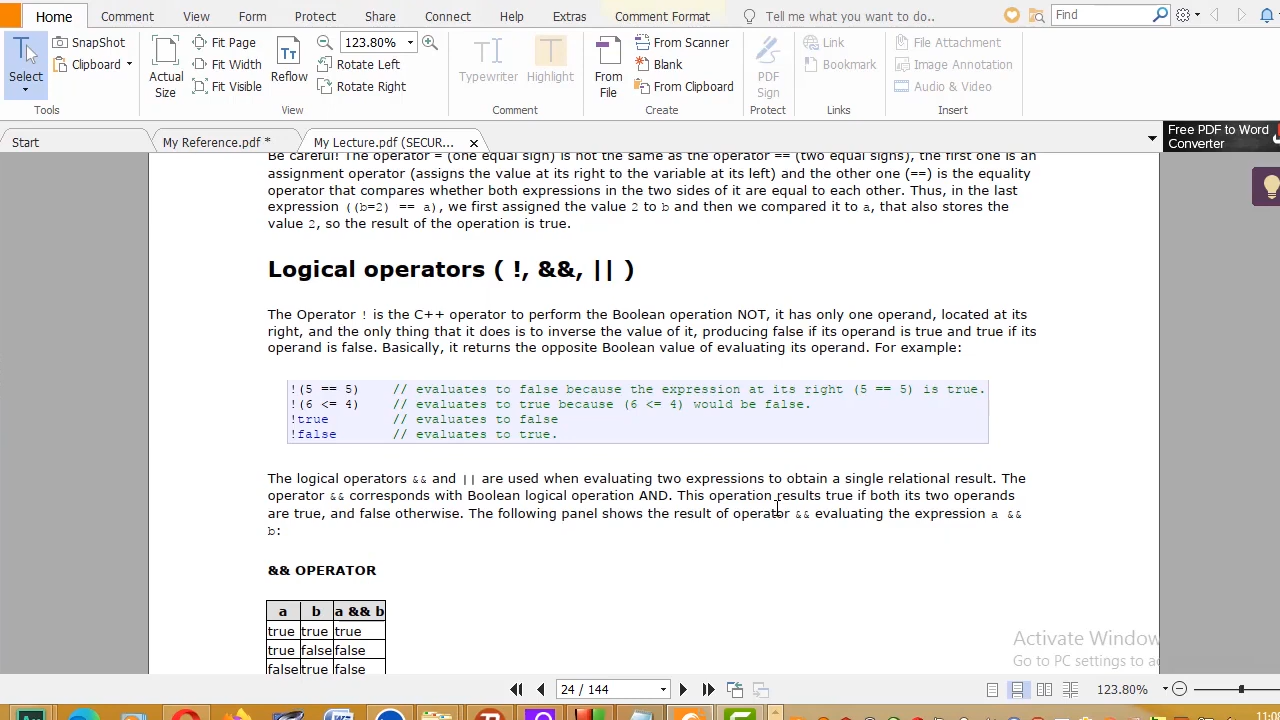 Home Comment View Form Protect Share Connect Help Extras Comment Format Tell me what you want to do.. Find
SnapShot
Clipboard
Select
Tools
Actual Size
Fit Page
Fit Width
Fit Visible
Reflow
123.80%
Rotate Left
Rotate Right
View
Typewriter
Highlight
Comment
From File
From Scanner
Blank
From Clipboard
Create
PDF Sign
Protect
Link
Bookmark
Links
File Attachment
Image Annotation
Audio & Video
Insert
Start My Reference.pdf * My Lecture.pdf (SECUR...
Free PDF to Word
Converter
Be careful! The operator = (one equal sign) is not the same as the operator == (two equal signs), the first one is an
assignment operator (assigns the value at its right to the variable at its left) and the other one (==) is the equality
operator that compares whether both expressions in the two sides of it are equal to each other. Thus, in the last
expression ((b=2) == a), we first assigned the value 2 to b and then we compared it to a, that also stores the
value 2, so the result of the operation is true.
Logical operators ( !, &&, || )
The Operator ! is the C++ operator to perform the Boolean operation NOT, it has only one operand, located at its
right, and the only thing that it does is to inverse the value of it, producing false if its operand is true and true if its
operand is false. Basically, it returns the opposite Boolean value of evaluating its operand. For example:
!(5 == 5) // evaluates to false because the expression at its right (5 == 5) is true.
!(6 <= 4) // evaluates to true because (6 <= 4) would be false.
!true // evaluates to false
!false // evaluates to true.
The logical operators && and || are used when evaluating two expressions to obtain a single relational result. The
operator && corresponds with Boolean logical operation AND. This operation results true if both its two operands
are true, and false otherwise. The following panel shows the result of operator && evaluating the expression a &&
b:
&& OPERATOR
a b a && b
true true true
true false false
false true false
Activate Window
Go to PC settings to a
24 / 144
123.80%